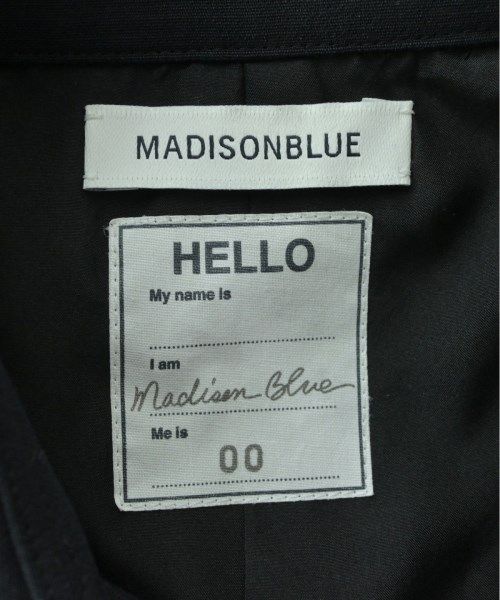 MADISONBLUE
HELLO
My name is
I am
Madison Blue
Me is
00